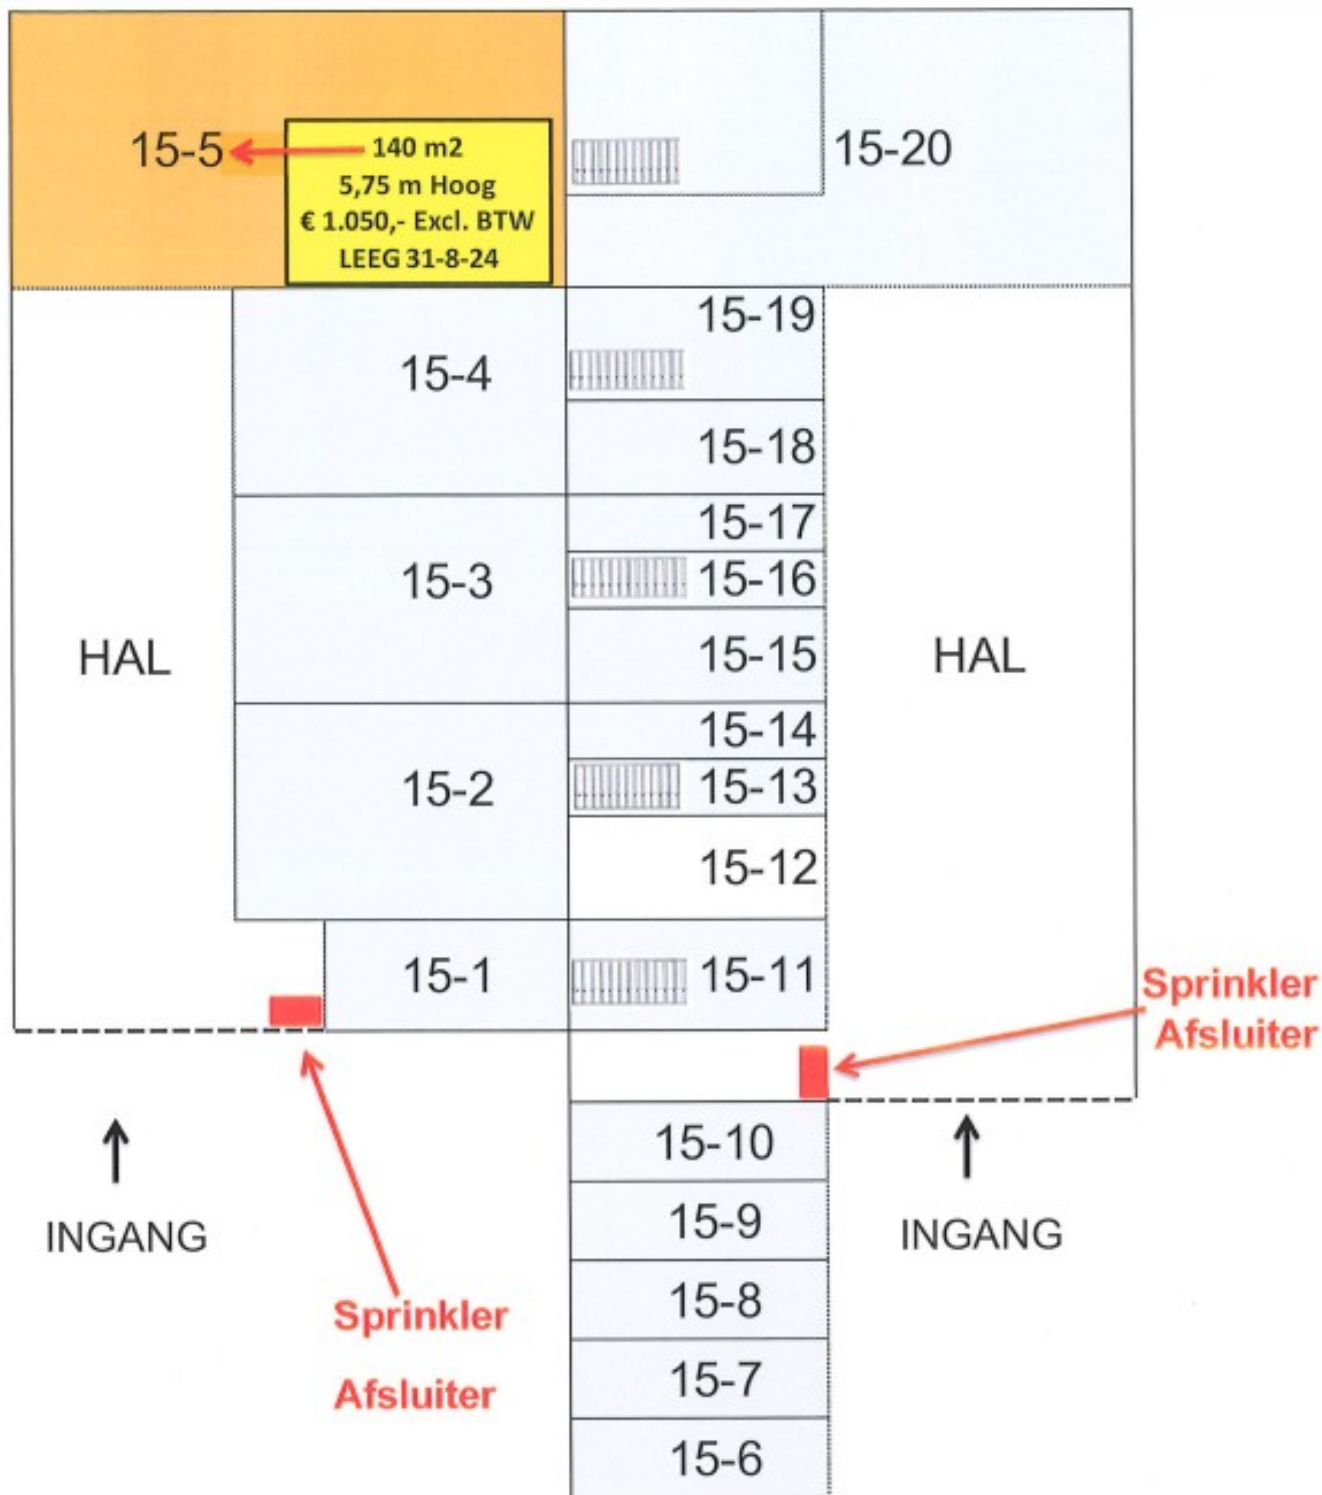 15-5
140 m2
5,75 m Hoog
€ 1.050,- Excl. BTW
LEEG 31-8-24
15-20
15-19
15-4
15-18
15-17
15-3
15-16
HAL
15-15
HAL
15-14
15-2
15-13
15-12
15-1
15-11
Sprinkler
Afsluiter
15-10
INGANG
15-9
INGANG
15-8
Sprinkler
Afsluiter
15-7
15-6